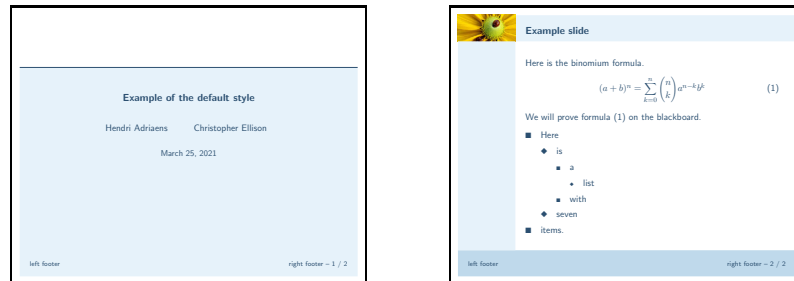 Example of the default style
Hendri Adriaens Christopher Ellison
March 25, 2021
left footer right footer – 1 / 2
Example slide
Here is the binomium formula.
(a + b)^n = \sum_{k=0}^{n} \binom{n}{k} a^{n−k} b^k (1)
We will prove formula (1) on the blackboard.
■ Here
◆ is
■ a
• list
■ with
◆ seven
■ items.
left footer right footer – 2 / 2